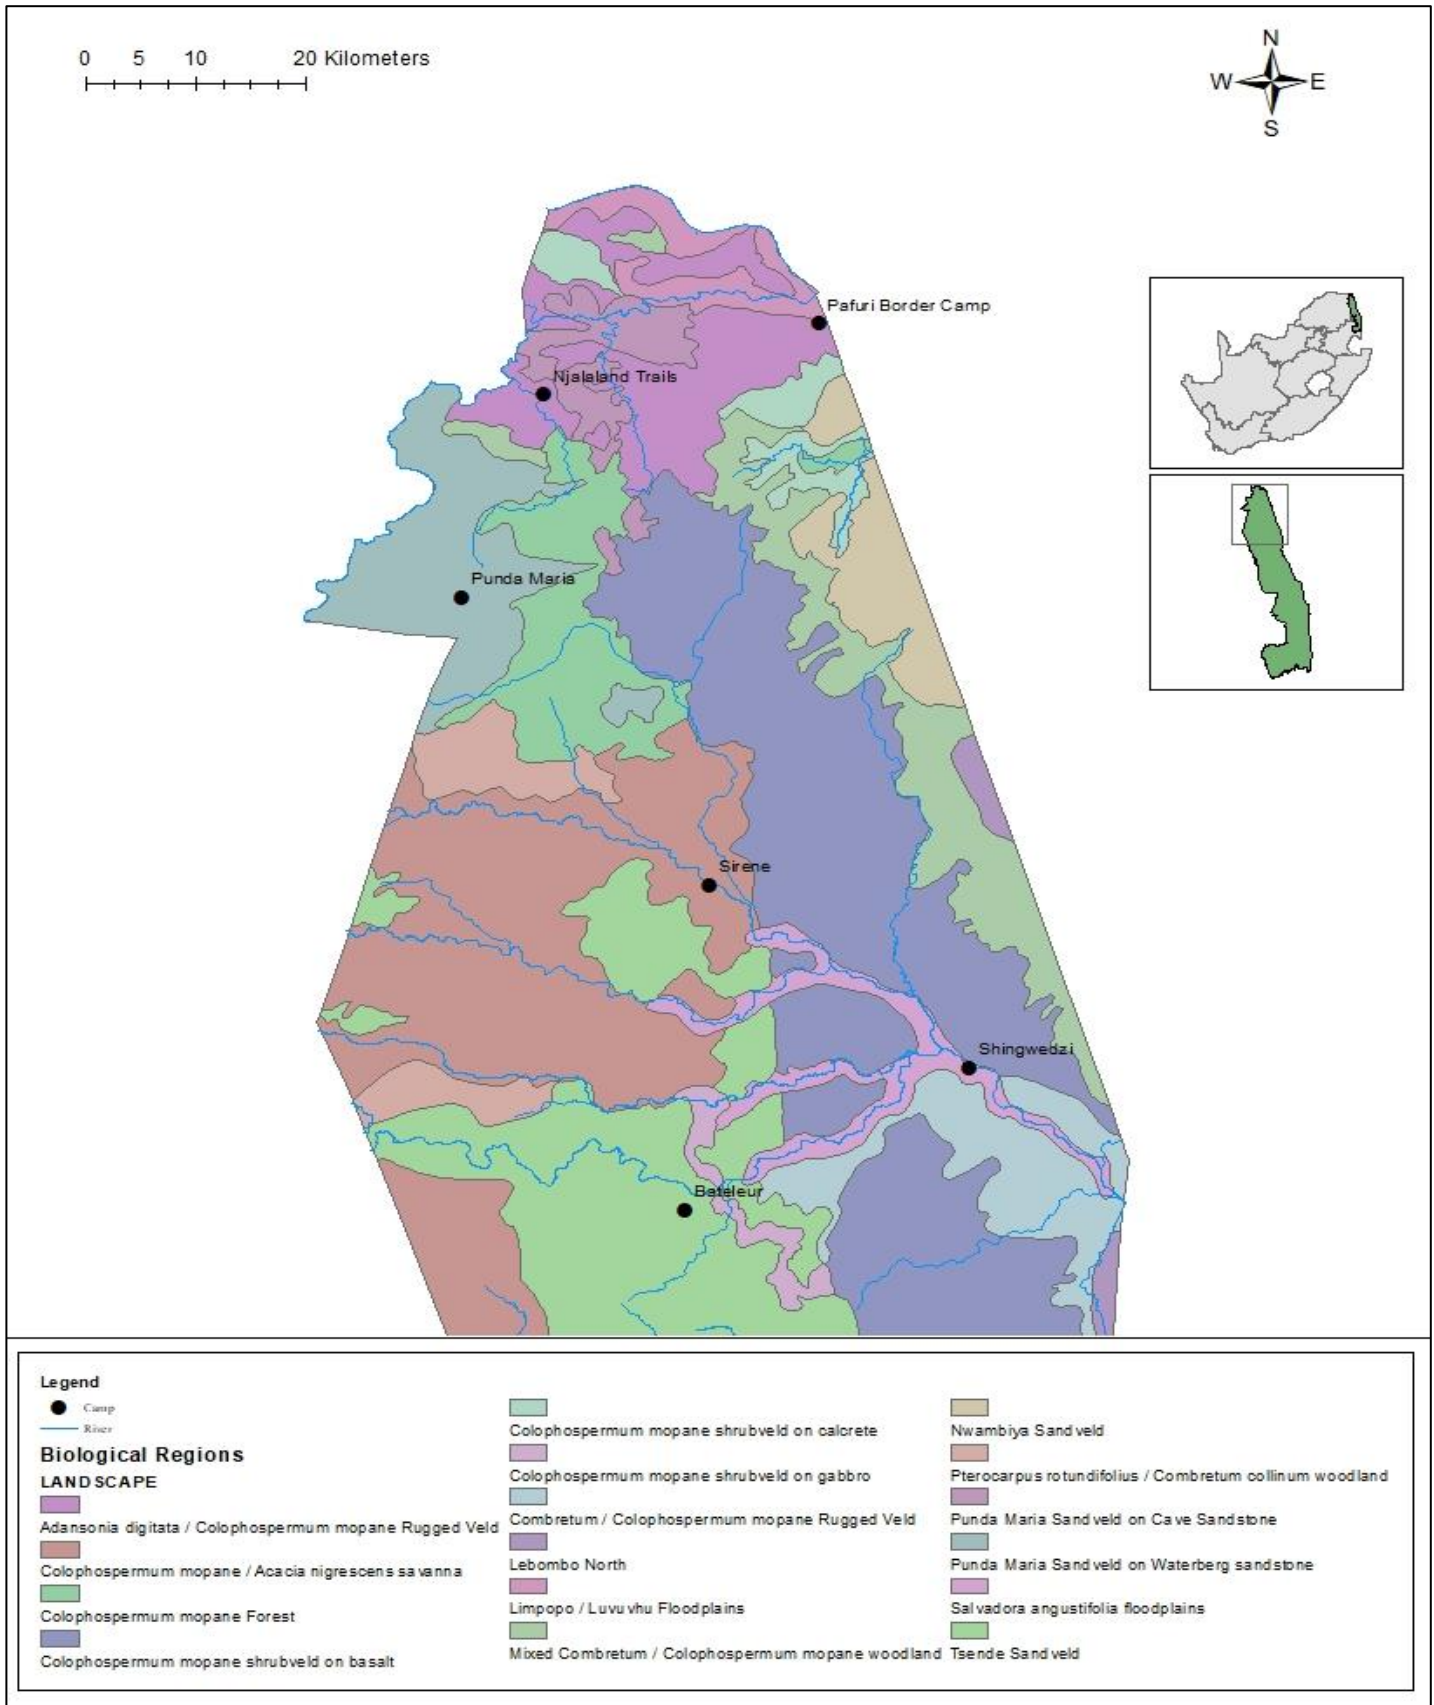 0 5 10 20 Kilometers
N
W E
S
Pafuri Border Camp
Njalaland Trails
Punda Maria
Sirene
Shingwedzi
Bateleur
Legend
Camp
River
Biological Regions
LANDSCAPE
Adansonia digitata / Colophospermum mopane Rugged Veld
Colophospermum mopane / Acacia nigrescens savanna
Colophospermum mopane Forest
Colophospermum mopane shrubveld on basalt
Colophospermum mopane shrubveld on calcrete
Colophospermum mopane shrubveld on gabbro
Combretum / Colophospermum mopane Rugged Veld
Lebombo North
Limpopo / Luvuvhu Floodplains
Mixed Combretum / Colophospermum mopane woodland
Nwambiya Sandveld
Pterocarpus rotundifolius / Combretum collinum woodland
Punda Maria Sandveld on Cave Sandstone
Punda Maria Sandveld on Waterberg sandstone
Salvadora angustifolia floodplains
Tsende Sandveld